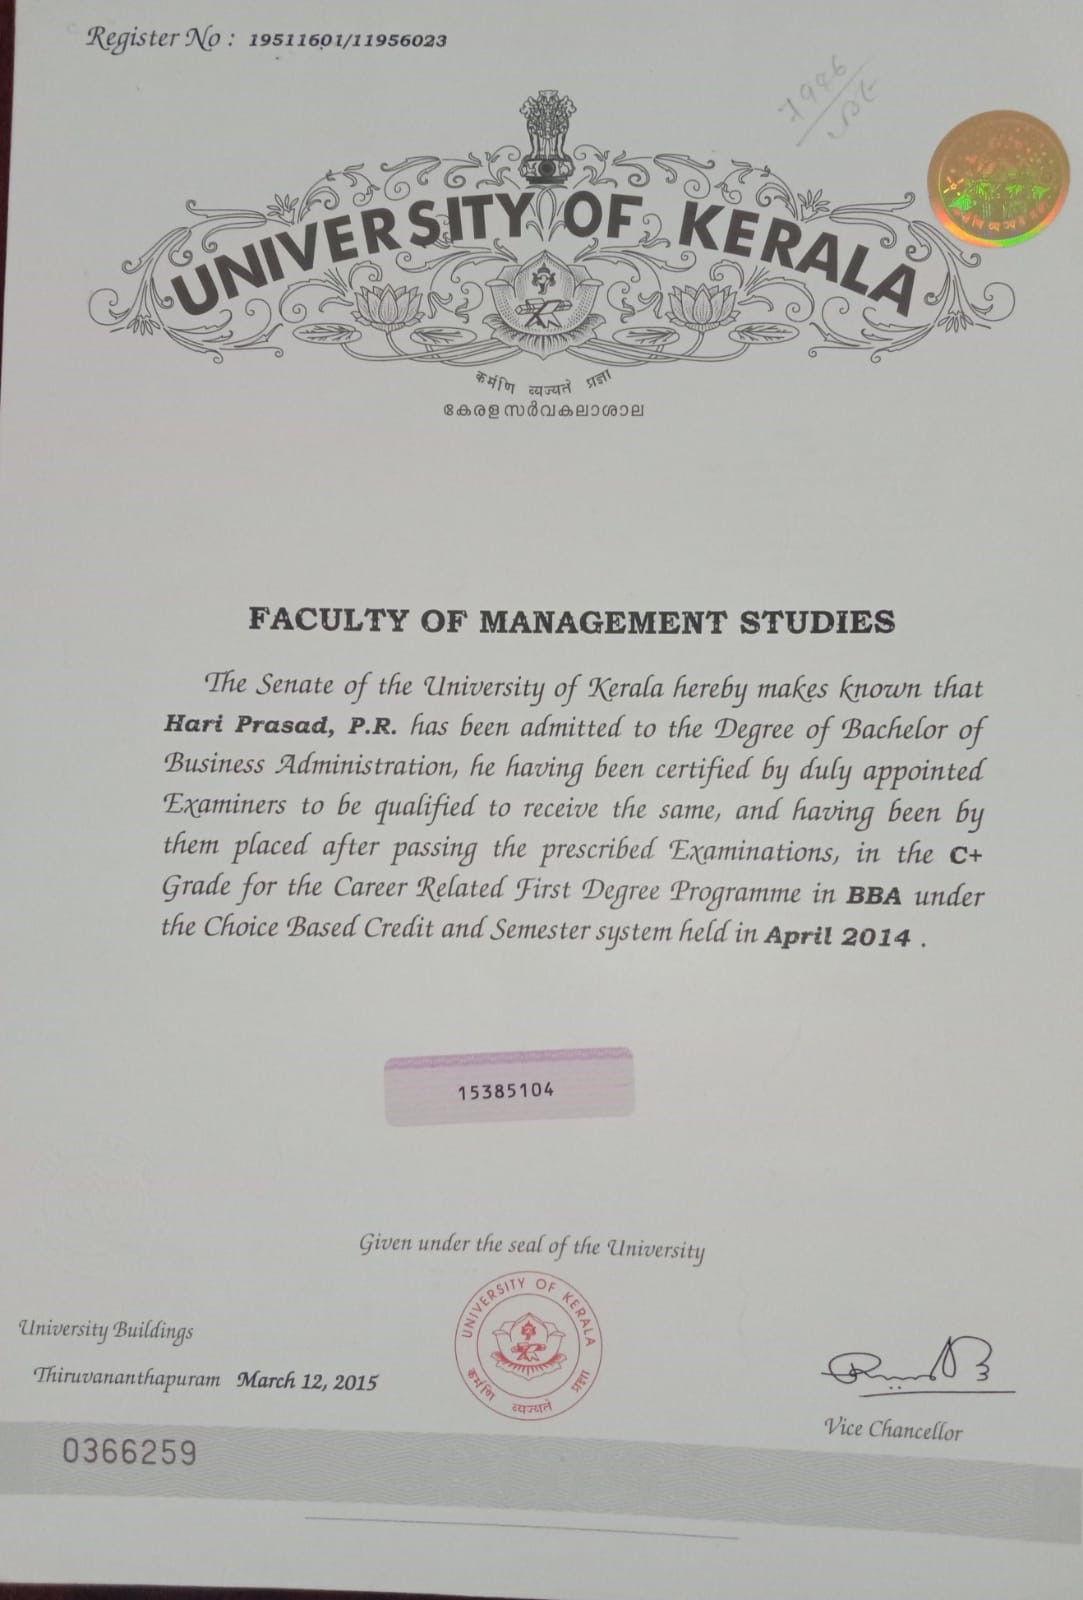 Register No : 19511601/11956023
UNIVERSITY OF KERALA
कर्मणि व्यज्यते प्रज्ञा
കേരള സർവകലാശാല
FACULTY OF MANAGEMENT STUDIES
The Senate of the University of Kerala hereby makes known that
Hari Prasad, P.R. has been admitted to the Degree of Bachelor of
Business Administration, he having been certified by duly appointed
Examiners to be qualified to receive the same, and having been by
them placed after passing the prescribed Examinations, in the C+
Grade for the Career Related First Degree Programme in BBA under
the Choice Based Credit and Semester system held in April 2014 .
15385104
Given under the seal of the University
UNIVERSITY OF KERALA
कर्मणि व्यज्यते प्रज्ञा
University Buildings
Thiruvananthapuram March 12, 2015
Vice Chancellor
0366259